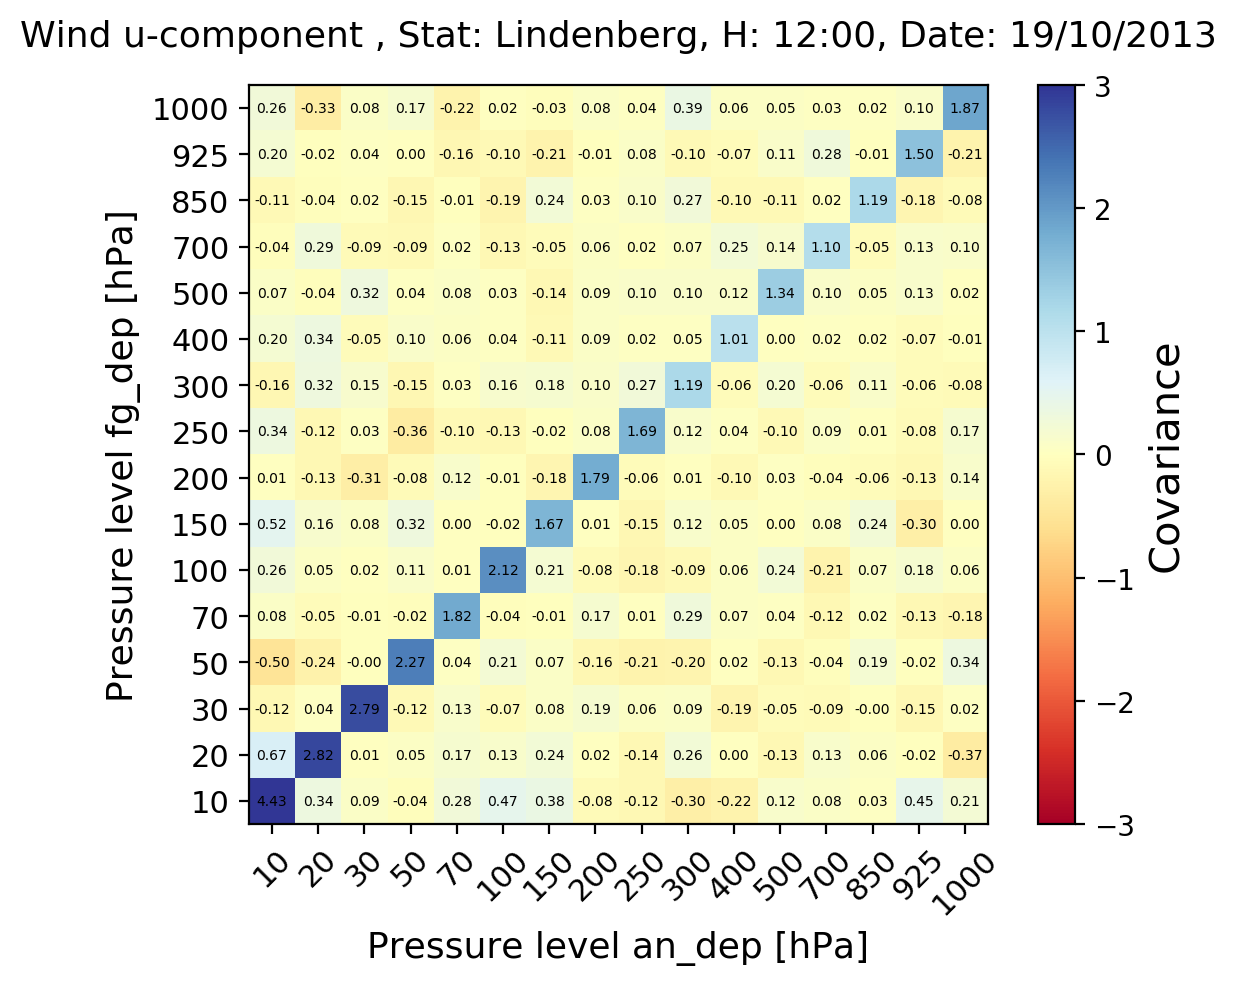 Wind u-component , Stat: Lindenberg, H: 12:00, Date: 19/10/2013
1000 0.26 -0.33 0.08 0.17 -0.22 0.02 -0.03 0.08 0.04 0.39 0.06 0.05 0.03 0.02 0.10 1.87
925 0.20 -0.02 0.04 0.00 -0.16 -0.10 -0.21 -0.01 0.08 -0.10 -0.07 0.11 0.28 -0.01 1.50 -0.21
850 -0.11 -0.04 0.02 -0.15 -0.01 -0.19 0.24 0.03 0.10 0.27 -0.10 -0.11 0.02 1.19 -0.18 -0.08
700 -0.04 0.29 -0.09 -0.09 0.02 -0.13 -0.05 0.06 0.02 0.07 0.25 0.14 1.10 -0.05 0.13 0.10
500 0.07 -0.04 0.32 0.04 0.08 0.03 -0.14 0.09 0.10 0.10 0.12 1.34 0.10 0.05 0.13 0.02
400 0.20 0.34 -0.05 0.10 0.06 0.04 -0.11 0.09 0.02 0.05 1.01 0.00 0.02 0.02 -0.07 -0.01
300 -0.16 0.32 0.15 -0.15 0.03 0.16 0.18 0.10 0.27 1.19 -0.06 0.20 -0.06 0.11 -0.06 -0.08
250 0.34 -0.12 0.03 -0.36 -0.10 -0.13 -0.02 0.08 1.69 0.12 0.04 -0.10 0.09 0.01 -0.08 0.17
200 0.01 -0.13 -0.31 -0.08 0.12 -0.01 -0.18 1.79 -0.06 0.01 -0.10 0.03 -0.04 -0.06 -0.13 0.14
150 0.52 0.16 0.08 0.32 0.00 -0.02 1.67 0.01 -0.15 0.12 0.05 0.00 0.08 0.24 -0.30 0.00
100 0.26 0.05 0.02 0.11 0.01 2.12 0.21 -0.08 -0.18 -0.09 0.06 0.24 -0.21 0.07 0.18 0.06
70 0.08 -0.05 -0.01 -0.02 1.82 -0.04 -0.01 0.17 0.01 0.29 0.07 0.04 -0.12 0.02 -0.13 -0.18
50 -0.50 -0.24 -0.00 2.27 0.04 0.21 0.07 -0.16 -0.21 -0.20 0.02 -0.13 -0.04 0.19 -0.02 0.34
30 -0.12 0.04 2.79 -0.12 0.13 -0.07 0.08 0.19 0.06 0.09 -0.19 -0.05 -0.09 -0.00 -0.15 0.02
20 0.67 2.82 0.01 0.05 0.17 0.13 0.24 0.02 -0.14 0.26 0.00 -0.13 0.13 0.06 -0.02 -0.37
10 4.43 0.34 0.09 -0.04 0.28 0.47 0.38 -0.08 -0.12 -0.30 -0.22 0.12 0.08 0.03 0.45 0.21
10 20 30 50 70 100 150 200 250 300 400 500 700 850 925 1000
Pressure level an_dep [hPa]
Pressure level fg_dep [hPa]
3
2
1
0
−1
−2
−3
Covariance